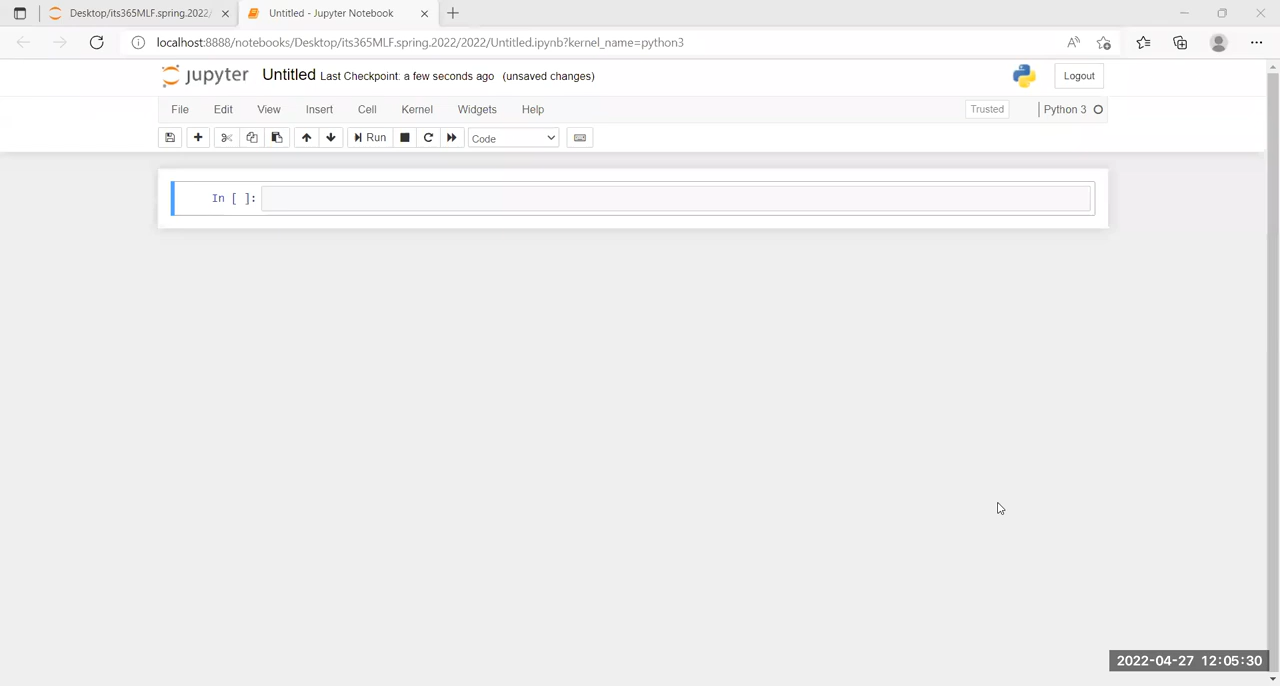 Desktop/its365MLF.spring.2022/
Untitled - Jupyter Notebook
localhost:8888/notebooks/Desktop/its365MLF.spring.2022/2022/Untitled.ipynb?kernel_name=python3
jupyter Untitled Last Checkpoint: a few seconds ago (unsaved changes)
Logout
File Edit View Insert Cell Kernel Widgets Help
Trusted
Python 3
Run
Code
In [ ]:
2022-04-27 12:05:30